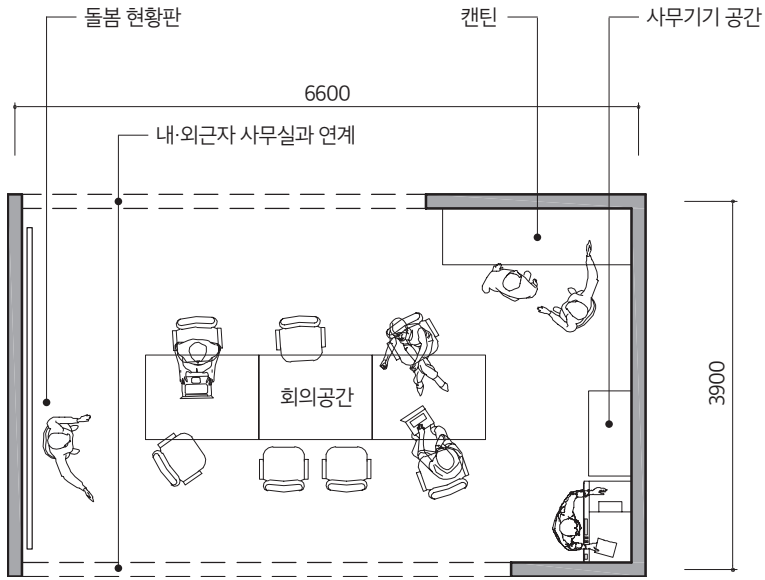 돌봄 현황판
캔틴
사무기기 공간
6600
내·외근자 사무실과 연계
회의공간
3900